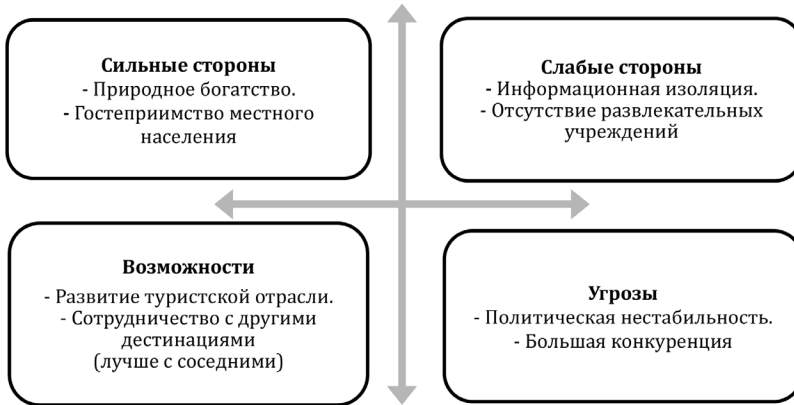 Сильные стороны
- Природное богатство.
- Гостеприимство местного
населения
Слабые стороны
- Информационная изоляция.
- Отсутствие развлекательных
учреждений
Возможности
- Развитие туристской отрасли.
- Сотрудничество с другими
дестинациями
(лучше с соседними)
Угрозы
- Политическая нестабильность.
- Большая конкуренция